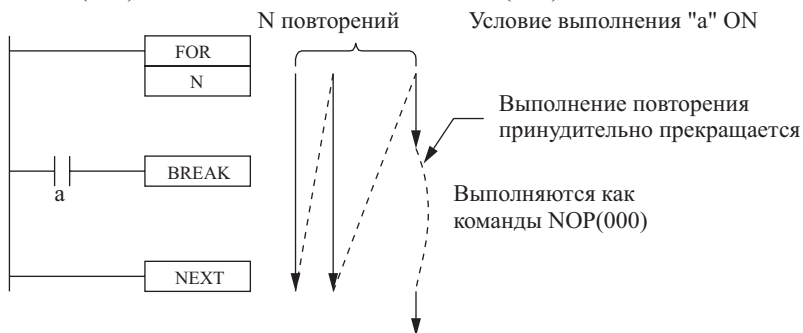 N повторений
Условие выполнения "a" ON
FOR
N
Выполнение повторения
принудительно прекращается
BREAK
a
Выполняются как
команды NOP(000)
NEXT